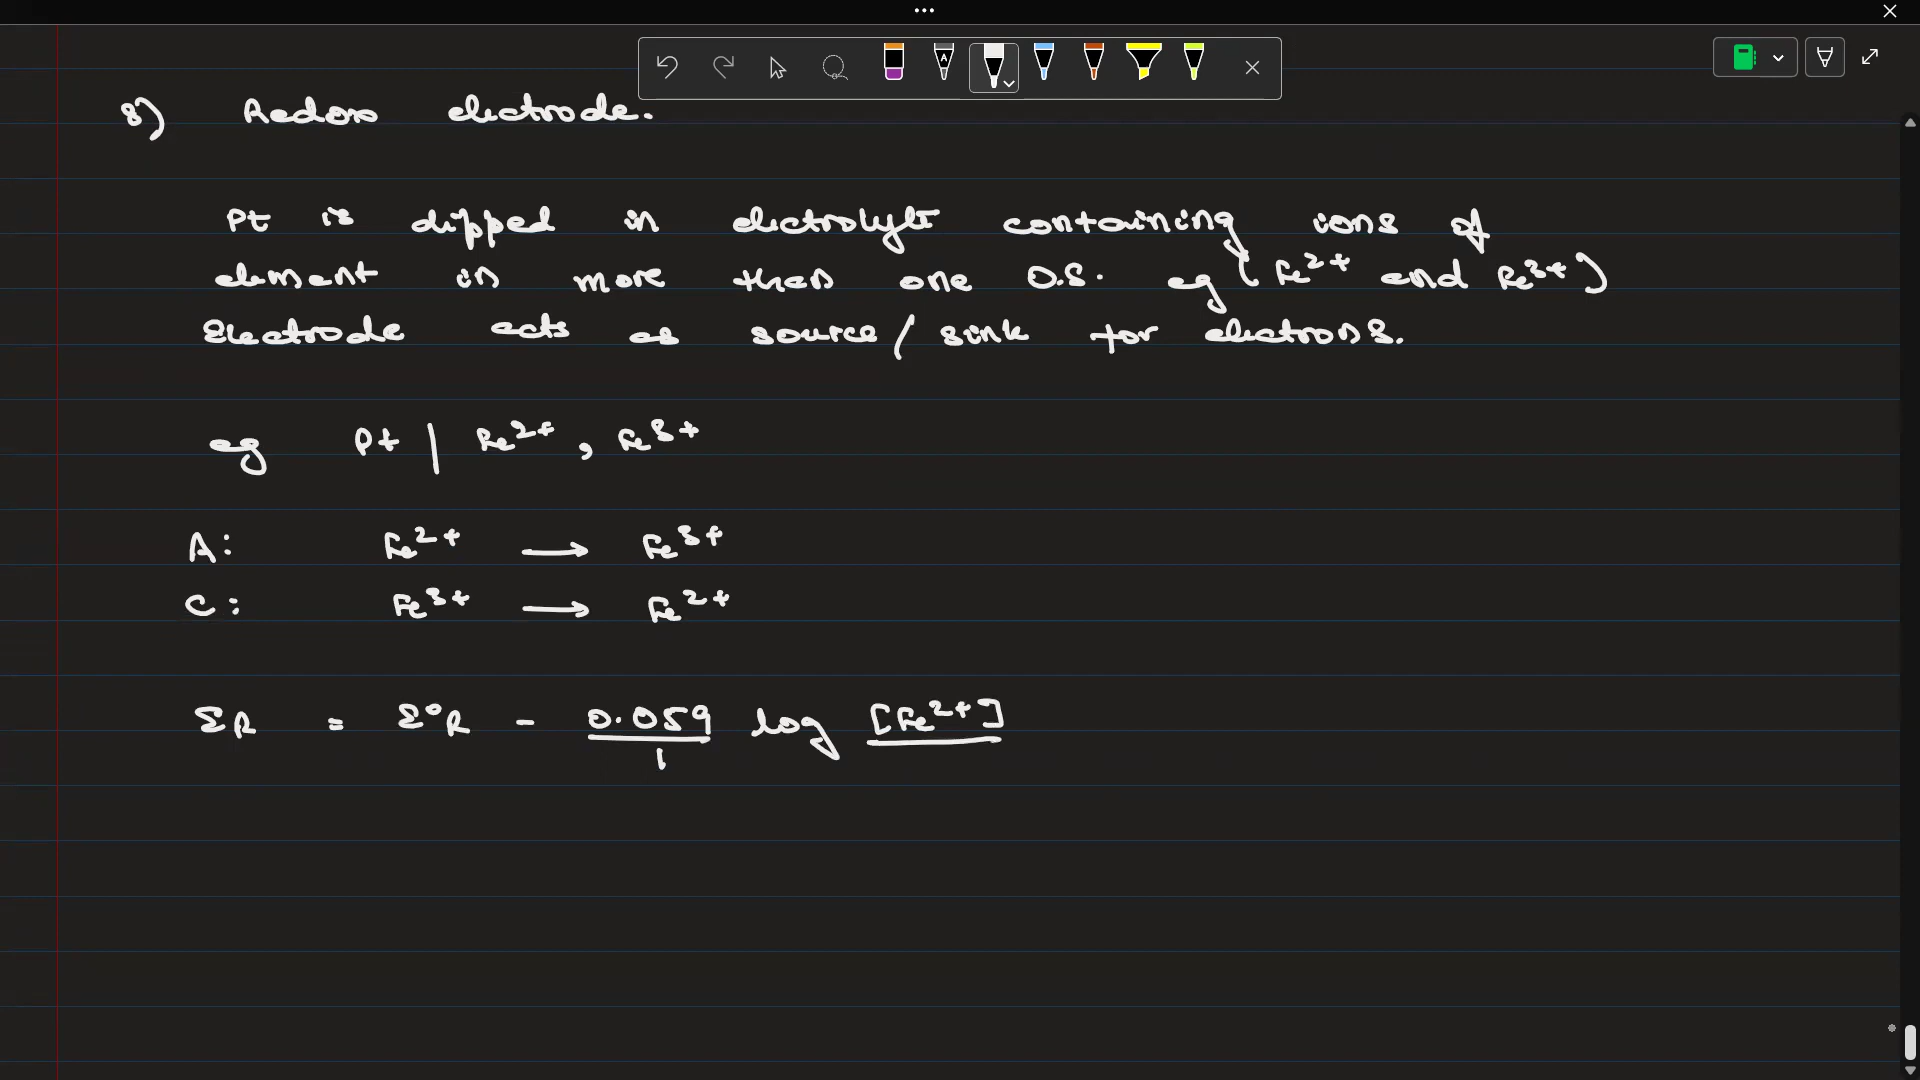 8) Redox electrode.
Pt is dipped in electrolyte containing ions of
element in more than one O.S. eg (Fe²⁺ and Fe³⁺)
Electrode acts as source/sink for electrons.
eg Pt | Fe²⁺, Fe³⁺
A: Fe²⁺ → Fe³⁺
C: Fe³⁺ → Fe²⁺
ƐR = Ɛ°R - 0.059/1 log [Fe²⁺]